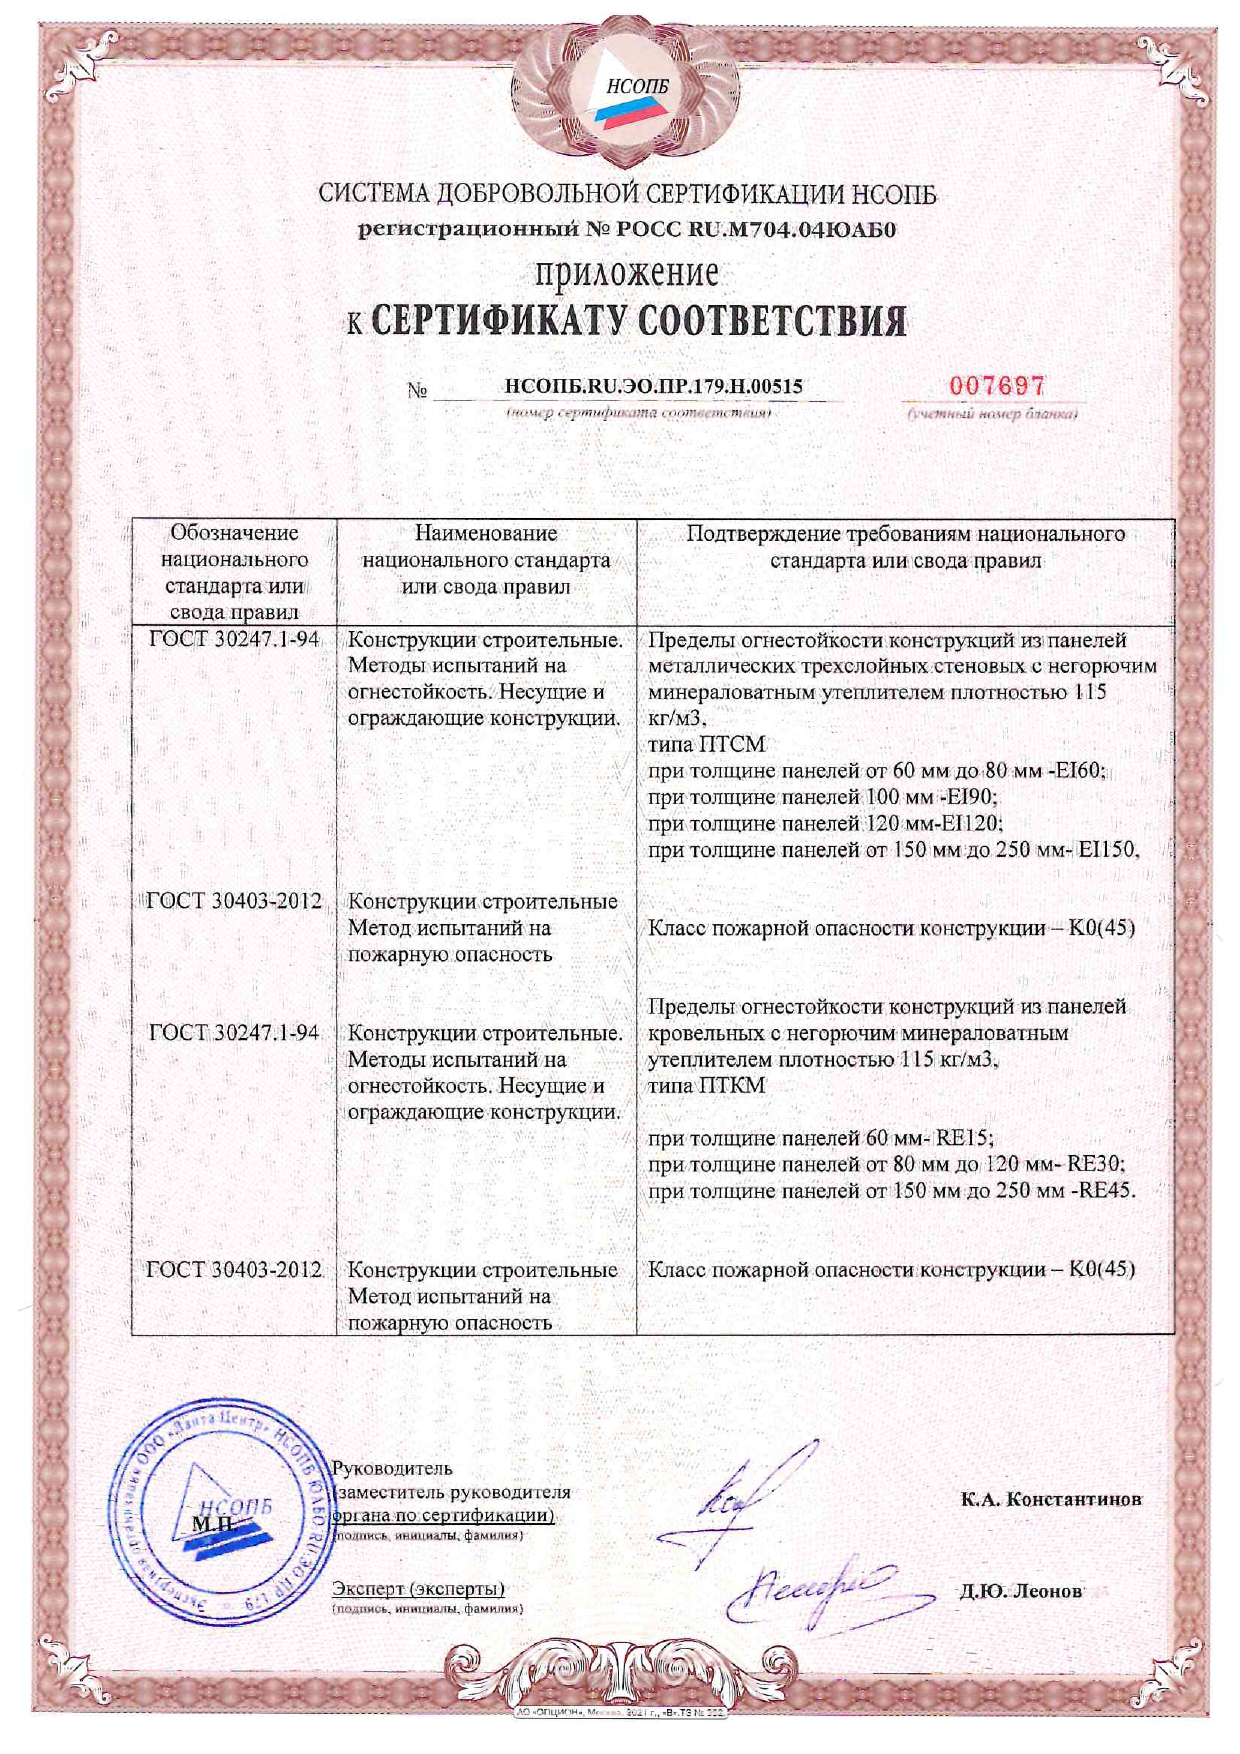 НСОПБ
СИСТЕМА ДОБРОВОЛЬНОЙ СЕРТИФИКАЦИИ НСОПБ
регистрационный № РОСС RU.М704.04ЮАБ0
приложение
к СЕРТИФИКАТУ СООТВЕТСТВИЯ
№ НСОПБ.RU.ЭО.ПР.179.Н.00515 007697
(номер сертификата соответствия) (учетный номер бланка)
Обозначение
национального
стандарта или
свода правил
Наименование
национального стандарта
или свода правил
Подтверждение требованиям национального
стандарта или свода правил
ГОСТ 30247.1-94
Конструкции строительные.
Методы испытаний на
огнестойкость. Несущие и
ограждающие конструкции.
Пределы огнестойкости конструкций из панелей
металлических трехслойных стеновых с негорючим
минераловатным утеплителем плотностью 115
кг/м3,
типа ПТСМ
при толщине панелей от 60 мм до 80 мм -EI60;
при толщине панелей 100 мм -EI90;
при толщине панелей 120 мм-EI120;
при толщине панелей от 150 мм до 250 мм- EI150,
ГОСТ 30403-2012
Конструкции строительные
Метод испытаний на
пожарную опасность
Класс пожарной опасности конструкции – К0(45)
ГОСТ 30247.1-94
Конструкции строительные.
Методы испытаний на
огнестойкость. Несущие и
ограждающие конструкции.
Пределы огнестойкости конструкций из панелей
кровельных с негорючим минераловатным
утеплителем плотностью 115 кг/м3,
типа ПТКМ
при толщине панелей 60 мм- RE15;
при толщине панелей от 80 мм до 120 мм- RE30;
при толщине панелей от 150 мм до 250 мм -RE45.
ГОСТ 30403-2012
Конструкции строительные
Метод испытаний на
пожарную опасность
Класс пожарной опасности конструкции – К0(45)
Руководитель
(заместитель руководителя
органа по сертификации)
(подпись, инициалы, фамилия)
К.А. Константинов
Эксперт (эксперты)
(подпись, инициалы, фамилия)
Д.Ю. Леонов
М.П.
НСОПБ
Экспертная организация ООО «Ланта Центр» НСОПБ ЮАБ0 RU.ЭО.ПР.179
АО «ОПЦИОН», Москва, 2021 г., «В».ТЗ №